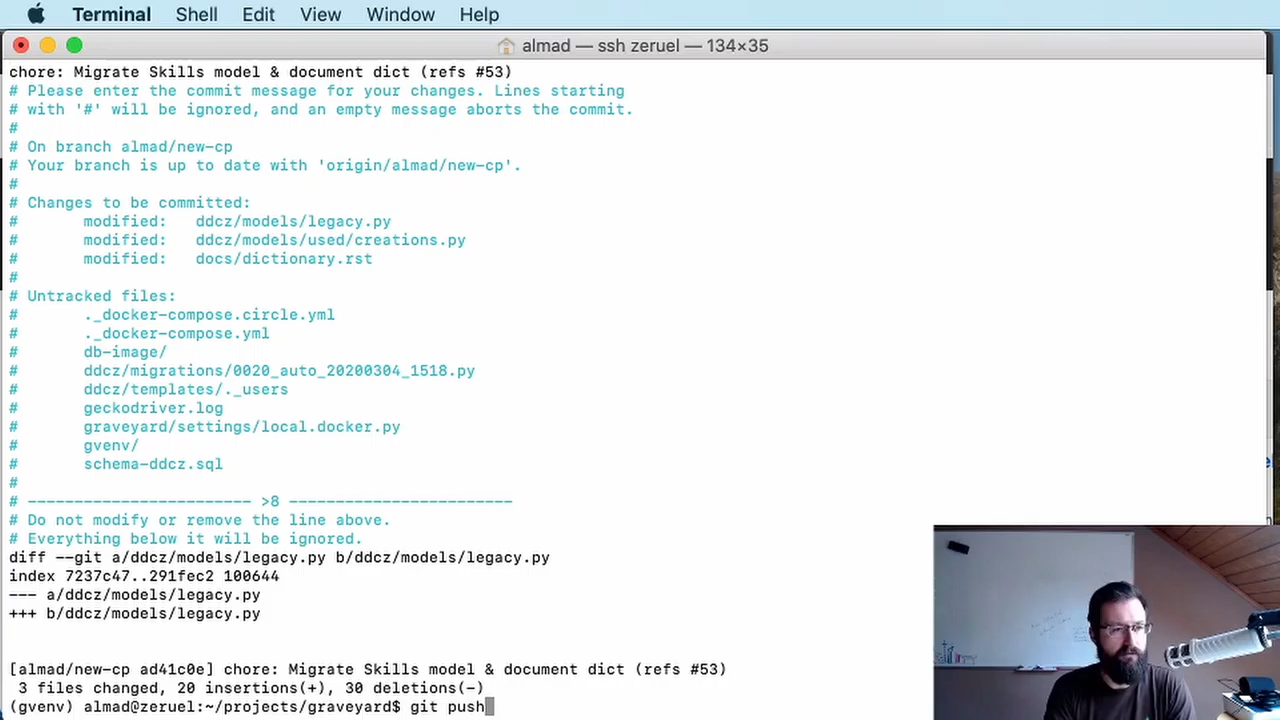 Terminal Shell Edit View Window Help
almad — ssh zeruel — 134×35
chore: Migrate Skills model & document dict (refs #53)
# Please enter the commit message for your changes. Lines starting
# with '#' will be ignored, and an empty message aborts the commit.
#
# On branch almad/new-cp
# Your branch is up to date with 'origin/almad/new-cp'.
#
# Changes to be committed:
#       modified:   ddcz/models/legacy.py
#       modified:   ddcz/models/used/creations.py
#       modified:   docs/dictionary.rst
#
# Untracked files:
#       ._docker-compose.circle.yml
#       ._docker-compose.yml
#       db-image/
#       ddcz/migrations/0020_auto_20200304_1518.py
#       ddcz/templates/._users
#       geckodriver.log
#       graveyard/settings/local.docker.py
#       gvenv/
#       schema-ddcz.sql
#
# ------------------------ >8 ------------------------
# Do not modify or remove the line above.
# Everything below it will be ignored.
diff --git a/ddcz/models/legacy.py b/ddcz/models/legacy.py
index 7237c47..291fec2 100644
--- a/ddcz/models/legacy.py
+++ b/ddcz/models/legacy.py
[almad/new-cp ad41c0e] chore: Migrate Skills model & document dict (refs #53)
 3 files changed, 20 insertions(+), 30 deletions(-)
(gvenv) almad@zeruel:~/projects/graveyard$ git push